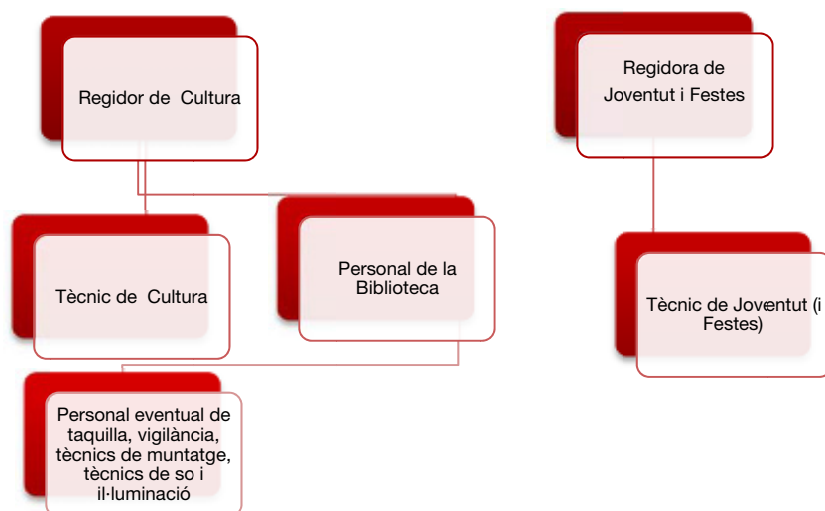 Regidor de Cultura
Regidora de
Joventut i Festes
Tècnic de Cultura
Personal de la
Biblioteca
Tècnic de Joventut (i
Festes)
Personal eventual de
taquilla, vigilància,
tècnics de muntatge,
tècnics de so i
il·luminació